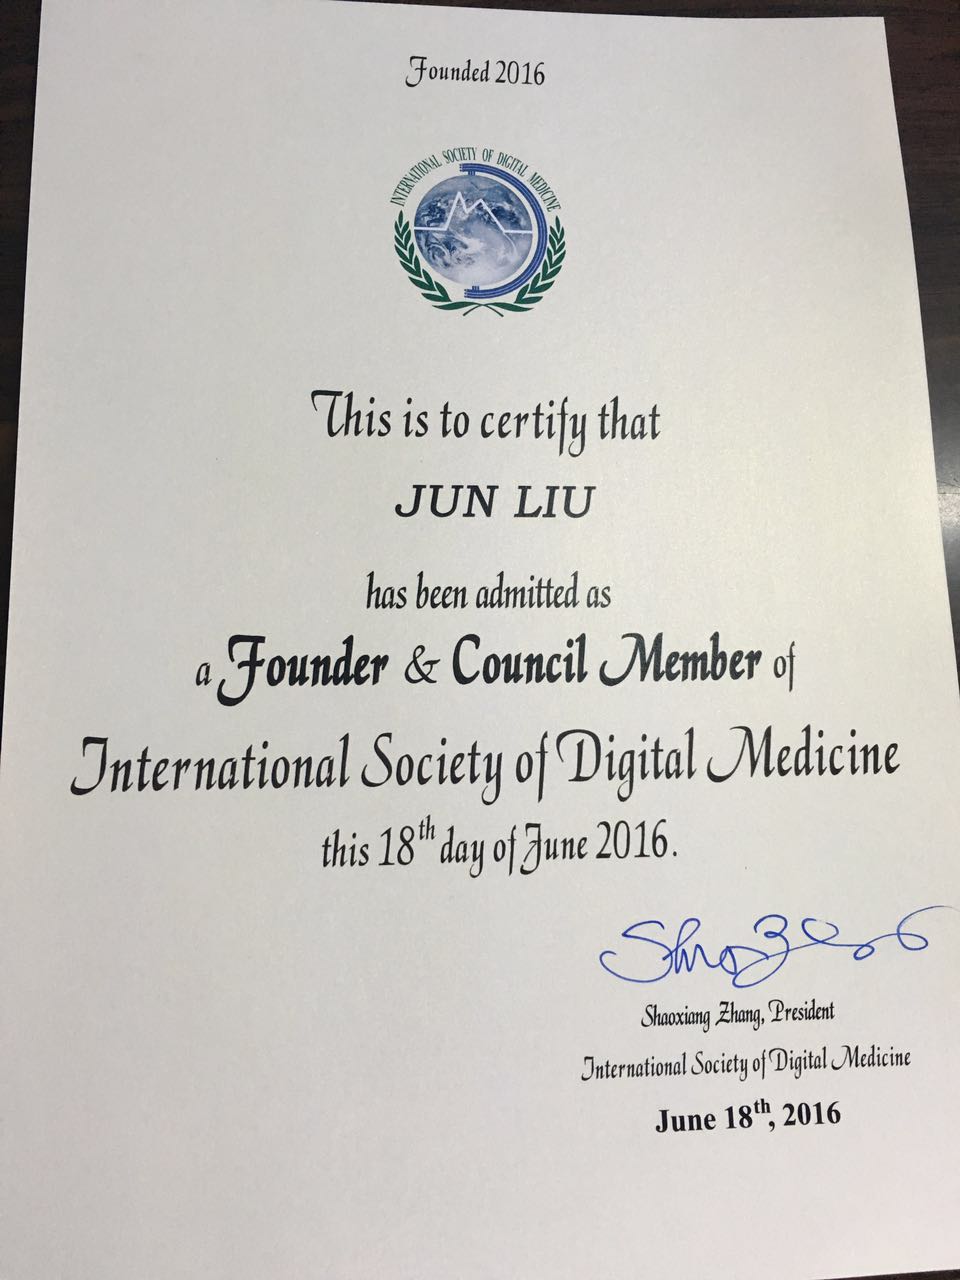 Founded 2016
INTERNATIONAL SOCIETY OF DIGITAL MEDICINE
This is to certify that
JUN LIU
has been admitted as
a Founder & Council Member of
International Society of Digital Medicine
this 18th day of June 2016.
Shaoxiang Zhang, President
International Society of Digital Medicine
June 18th, 2016